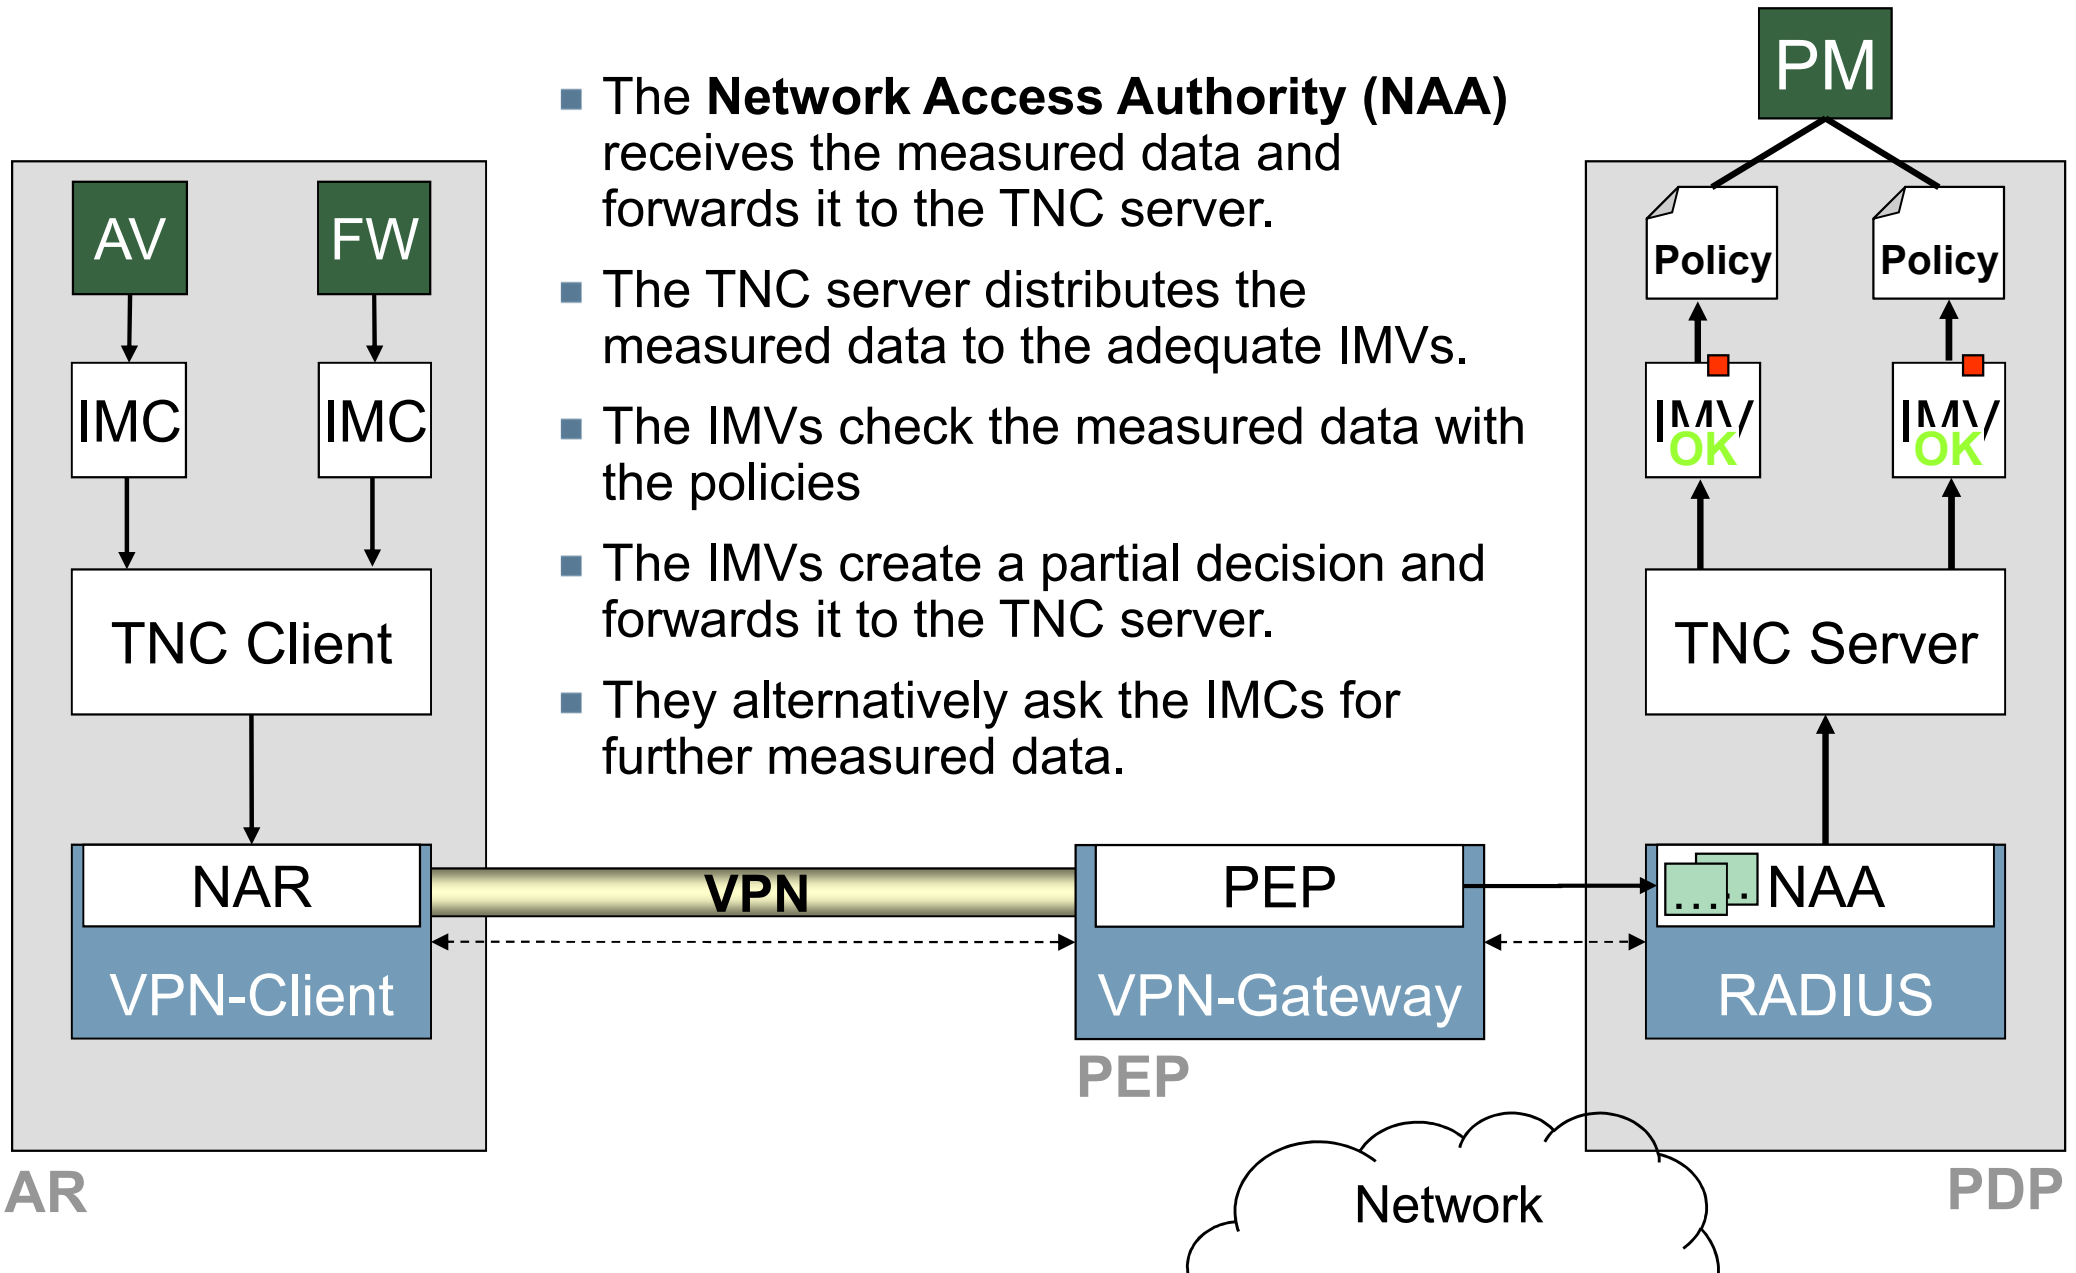 PM
The Network Access Authority (NAA)
receives the measured data and
forwards it to the TNC server.
The TNC server distributes the
measured data to the adequate IMVs.
The IMVs check the measured data with
the policies
The IMVs create a partial decision and
forwards it to the TNC server.
They alternatively ask the IMCs for
further measured data.
AV
FW
IMC
IMC
TNC Client
NAR
VPN-Client
AR
VPN
PEP
VPN-Gateway
PEP
Policy
Policy
IMV
OK
IMV
OK
TNC Server
... ..
NAA
RADIUS
PDP
Network